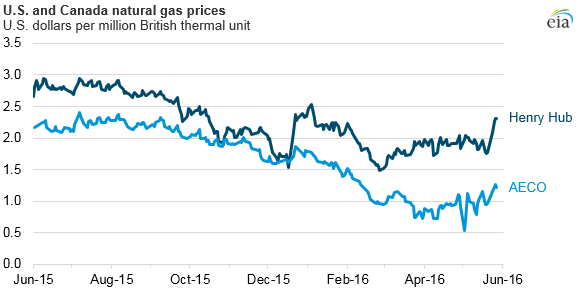 U.S. and Canada natural gas prices
U.S. dollars per million British thermal unit
eia
3.5
3.0
2.5
2.0
1.5
1.0
0.5
0.0
Henry Hub
AECO
Jun-15 Aug-15 Oct-15 Dec-15 Feb-16 Apr-16 Jun-16